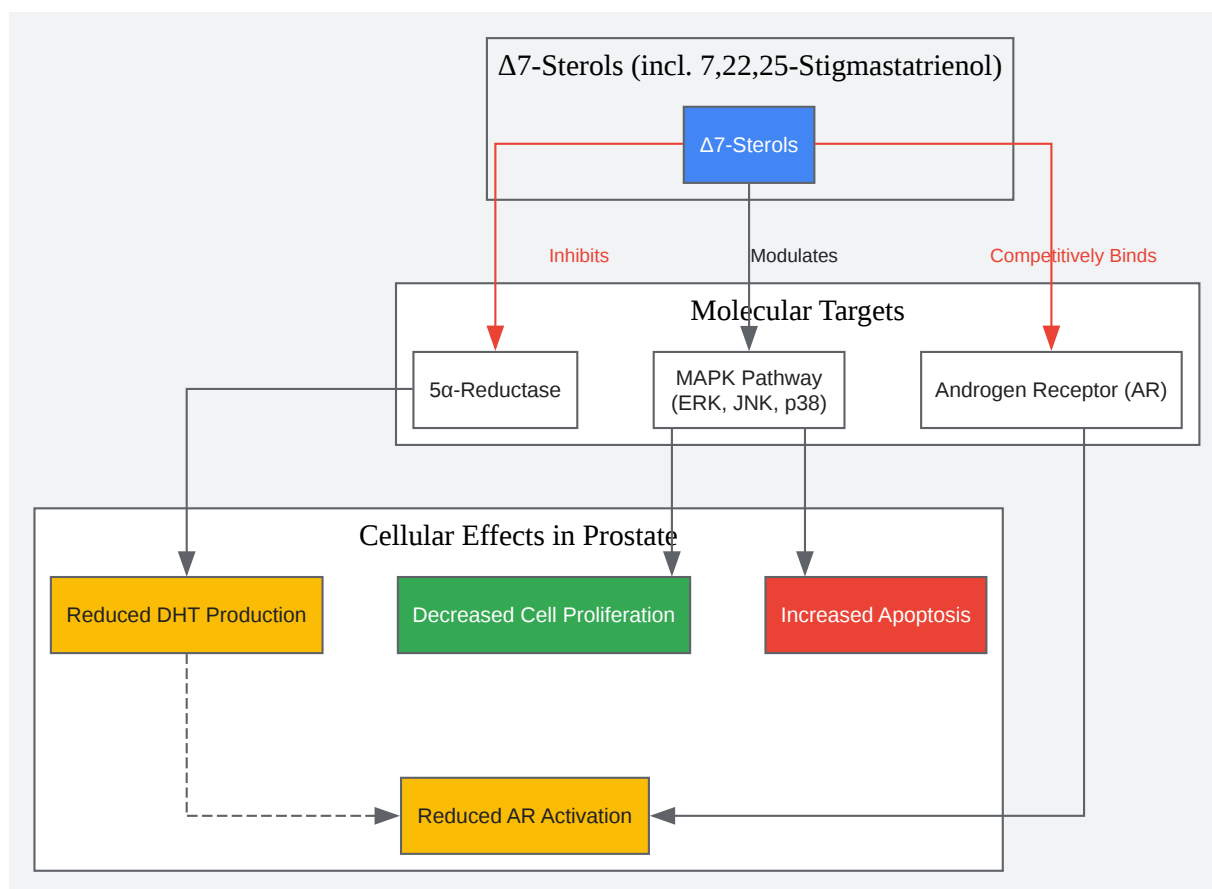 Δ7-Sterols (incl. 7,22,25-Stigmastatrienol)
Δ7-Sterols
Inhibits
Modulates
Competitively Binds
Molecular Targets
5α-Reductase
MAPK Pathway
(ERK, JNK, p38)
Androgen Receptor (AR)
Cellular Effects in Prostate
Reduced DHT Production
Decreased Cell Proliferation
Increased Apoptosis
Reduced AR Activation